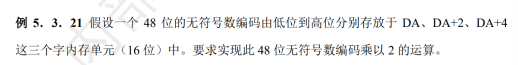 例 5．3．21 假设一个 48 位的无符号数编码由低位到高位分别存放于 DA、DA+2、DA+4
这三个字内存单元（16 位）中。要求实现此 48 位无符号数编码乘以 2 的运算。